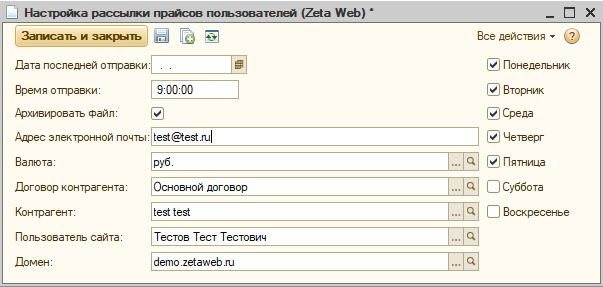 Настройка рассылки прайсов пользователей (Zeta Web) *
Записать и закрыть Все действия ?
Дата последней отправки: . . Понедельник
Время отправки: 9:00:00 Вторник
Архивировать файл: Среда
Адрес электронной почты: test@test.ru Четверг
Валюта: руб. ... Пятница
Договор контрагента: Основной договор ... Суббота
Контрагент: test test ... Воскресенье
Пользователь сайта: Тестов Тест Тестович ...
Домен: demo.zetaweb.ru ...